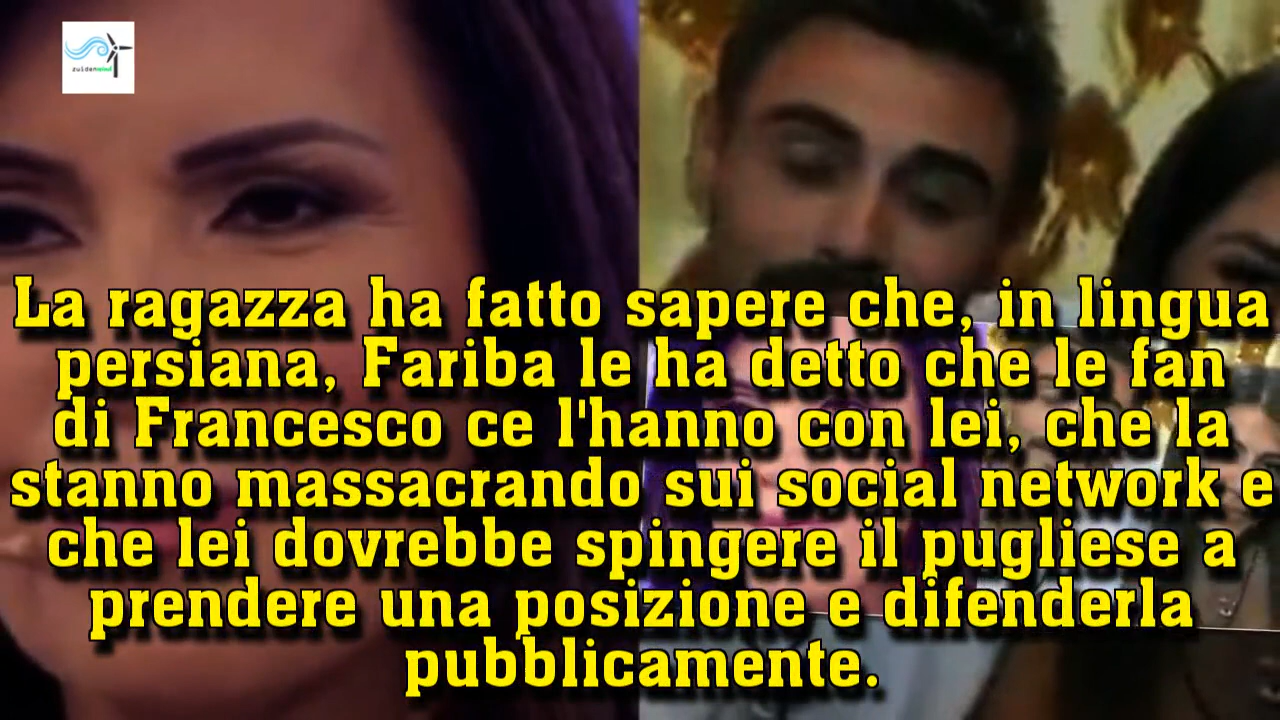 zuidenwind
La ragazza ha fatto sapere che, in lingua
persiana, Fariba le ha detto che le fan
di Francesco ce l'hanno con lei, che la
stanno massacrando sui social network e
che lei dovrebbe spingere il pugliese a
prendere una posizione e difenderla
pubblicamente.